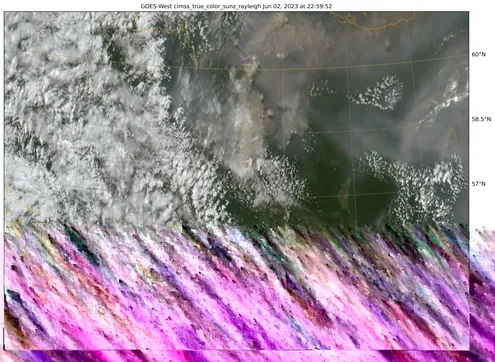 GOES-West cimss_true_color_sunz_rayleigh Jun 02, 2023 at 22:59:52
60°N
58.5°N
57°N